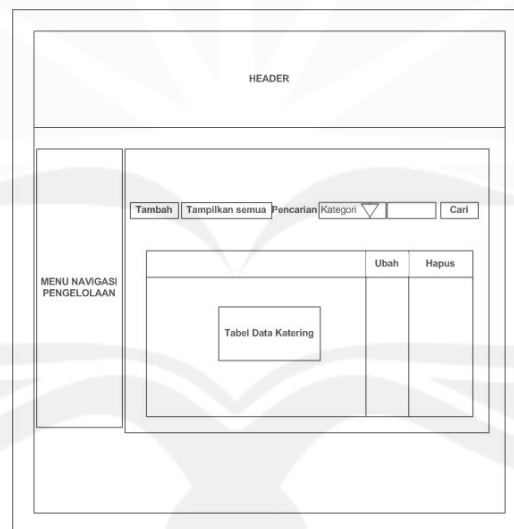 HEADER
Tambah Tampilkan semua Pencarian Kategori Cari
Ubah Hapus
MENU NAVIGASI
PENGELOLAAN
Tabel Data Katering